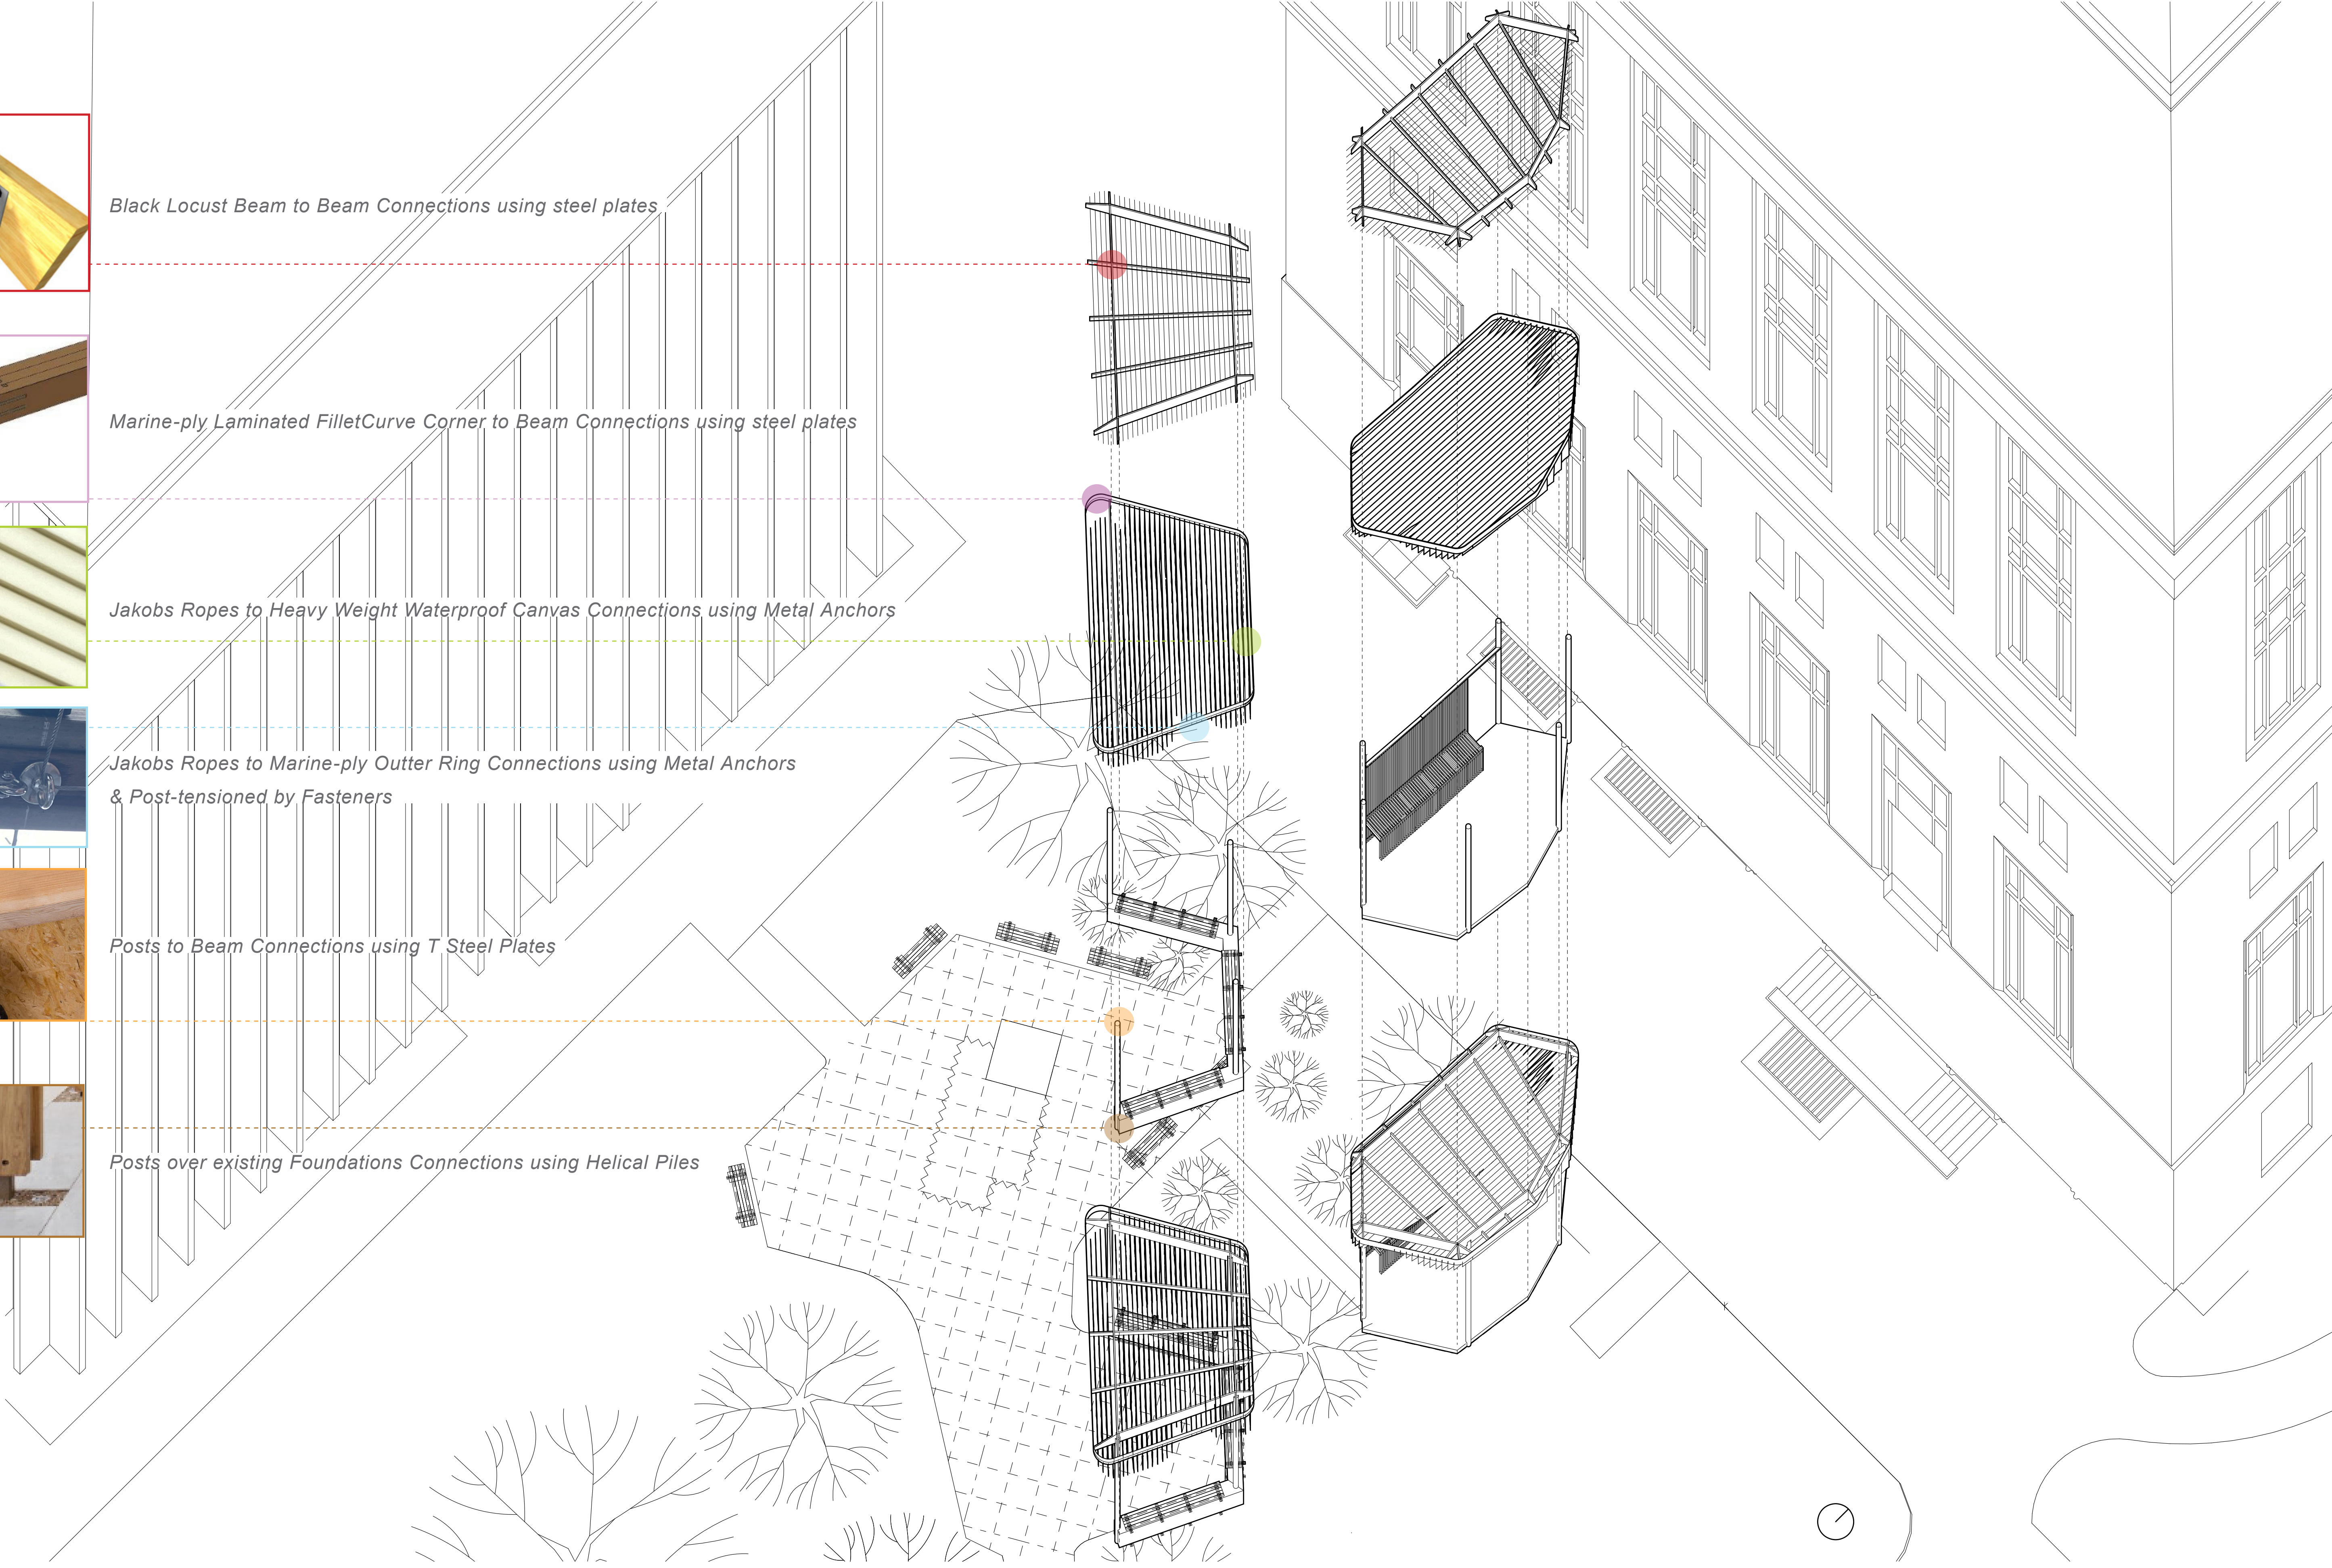 Black Locust Beam to Beam Connections using steel plates
Marine-ply Laminated FilletCurve Corner to Beam Connections using steel plates
Jakobs Ropes to Heavy Weight Waterproof Canvas Connections using Metal Anchors
Jakobs Ropes to Marine-ply Outter Ring Connections using Metal Anchors
& Post-tensioned by Fasteners
Posts to Beam Connections using T Steel Plates
Posts over existing Foundations Connections using Helical Piles